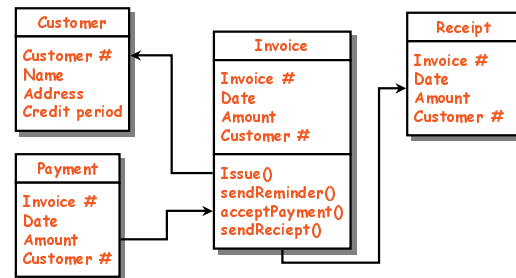 Customer
Customer #
Name
Address
Credit period
Payment
Invoice #
Date
Amount
Customer #
Invoice
Invoice #
Date
Amount
Customer #
Issue()
sendReminder()
acceptPayment()
sendReciept()
Receipt
Invoice #
Date
Amount
Customer #